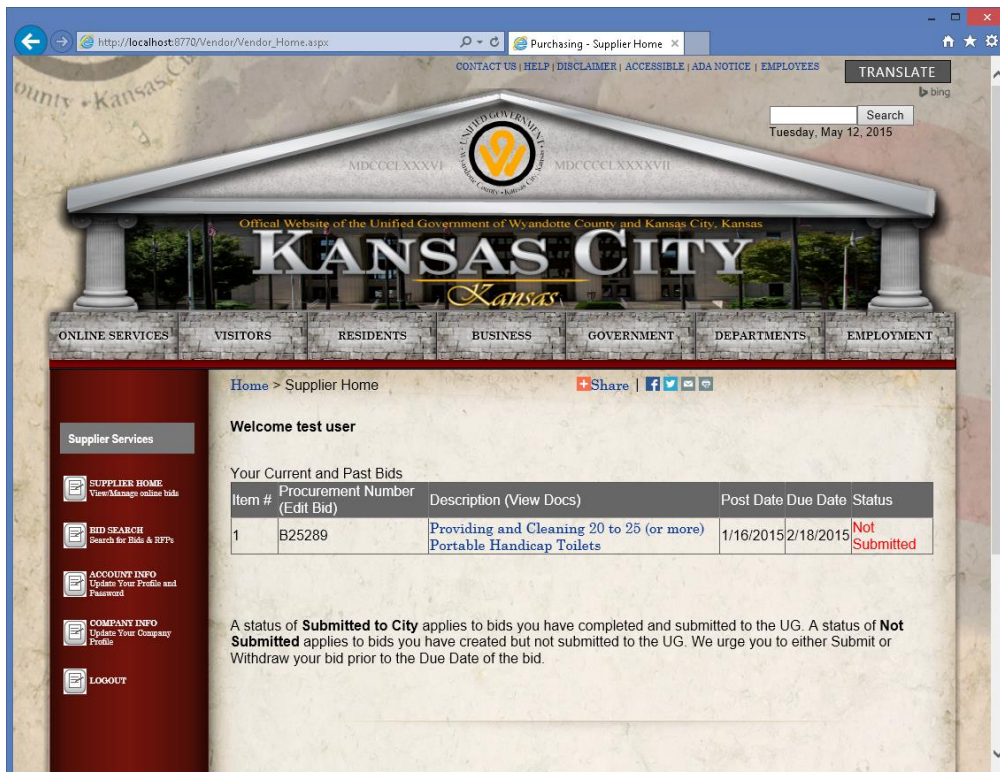 http://localhost:8770/Vendor/Vendor_Home.aspx
Purchasing - Supplier Home
CONTACT US | HELP | DISCLAIMER | ACCESSIBLE | ADA NOTICE | EMPLOYEES
TRANSLATE
bing
ounty • Kansas
Search
Tuesday, May 12, 2015
MDCCCLXXXVI
MDCCCCLXXXXVII
Offical Website of the Unified Government of Wyandotte County and Kansas City, Kansas
KANSAS CITY
Kansas
ONLINE SERVICES VISITORS RESIDENTS BUSINESS GOVERNMENT DEPARTMENTS EMPLOYMENT
Home > Supplier Home
Share |
Supplier Services
SUPPLIER HOME
View/Manage online bids
BID SEARCH
Search for Bids & RFPs
ACCOUNT INFO
Update Your Profile and
Password
COMPANY INFO
Update Your Company
Profile
LOGOUT
Welcome test user
Your Current and Past Bids
Item # Procurement Number (Edit Bid) Description (View Docs) Post Date Due Date Status
1 B25289 Providing and Cleaning 20 to 25 (or more) 1/16/2015 2/18/2015 Not
Portable Handicap Toilets Submitted
A status of Submitted to City applies to bids you have completed and submitted to the UG. A status of Not
Submitted applies to bids you have created but not submitted to the UG. We urge you to either Submit or
Withdraw your bid prior to the Due Date of the bid.